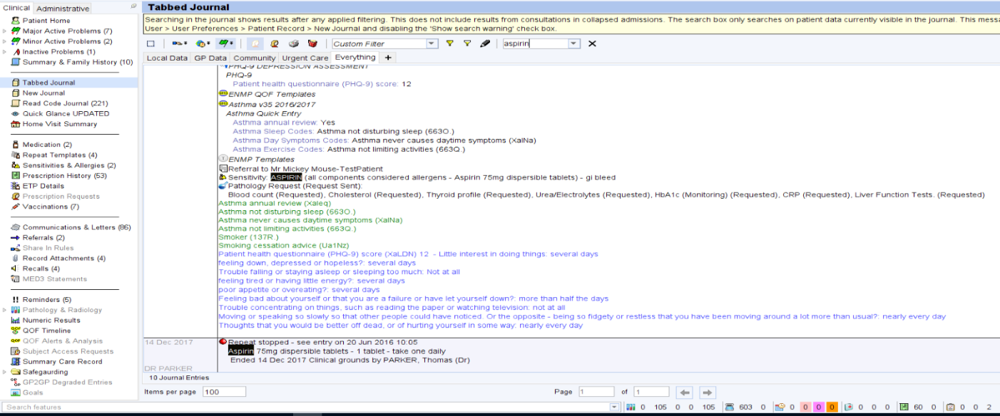 Clinical Administrative
Patient Home
Major Active Problems (7)
Minor Active Problems (2)
Inactive Problems (1)
Summary & Family History (10)
Tabbed Journal
New Journal
Read Code Journal (221)
Quick Glance UPDATED
Home Visit Summary
Medication (2)
Repeat Templates (4)
Sensitivities & Allergies (2)
Prescription History (53)
ETP Details
Prescription Requests
Vaccinations (7)
Communications & Letters (86)
Referrals (2)
Share In Rules
Record Attachments (4)
Recalls (4)
MED3 Statements
Reminders (5)
Pathology & Radiology
Numeric Results
QOF Timeline
QOF Alerts & Analysis
Subject Access Requests
Summary Care Record
Safegaurding
GP2GP Degraded Entries
Goals
Search features
Tabbed Journal
Searching in the journal shows results after any applied filtering. This does not include results from consultations in collapsed admissions. The search box only searches on patient data currently visible in the journal. This mess
User > User Preferences > Patient Record > New Journal and disabling the 'Show search warning' check box.
Custom Filter aspirin
Local Data GP Data Community Urgent Care Everything +
PHQ-9 DEPRESSION ASSESSMENT
PHQ-9
Patient health questionnaire (PHQ-9) score: 12
ENMP QOF Templates
Asthma v35 2016/2017
Asthma Quick Entry
Asthma annual review: Yes
Asthma Sleep Codes: Asthma not disturbing sleep (663O.)
Asthma Day Symptoms Codes: Asthma never causes daytime symptoms (XaINa)
Asthma Exercise Codes: Asthma not limiting activities (663Q.)
ENMP Templates
Referral to Mr Mickey Mouse-TestPatient
Sensitivity: ASPIRIN (all components considered allergens - Aspirin 75mg dispersible tablets) - gi bleed
Pathology Request (Request Sent):
Blood count (Requested), Cholesterol (Requested), Thyroid profile (Requested), Urea/Electrolytes (Requested), HbA1c (Monitoring) (Requested), CRP (Requested), Liver Function Tests. (Requested)
Asthma annual review (Xaleq)
Asthma not disturbing sleep (663O.)
Asthma never causes daytime symptoms (XaINa)
Asthma not limiting activities (663Q.)
Smoker (137R.)
Smoking cessation advice (Ua1Nz)
Patient health questionnaire (PHQ-9) score (XaLDN) 12 - Little interest in doing things: several days
feeling down, depressed or hopeless?: several days
Trouble falling or staying asleep or sleeping too much: Not at all
feeling tired or having little energy?: several days
poor appetite or overeating?: several days
Feeling bad about yourself or that you are a failure or have let yourself down?: more than half the days
Trouble concentrating on things, such as reading the paper or watching television: not at all
Moving or speaking so slowly so that other people could have noticed. Or the opposite - being so fidgety or restless that you have been moving around a lot more than usual?: nearly every day
Thoughts that you would be better off dead, or of hurting yourself in some way: nearly every day
14 Dec 2017 Repeat stopped - see entry on 20 Jun 2016 10:05
Aspirin 75mg dispersible tablets - 1 tablet - take one daily
Ended 14 Dec 2017 Clinical grounds by PARKER, Thomas (Dr)
DR PARKER
10 Journal Entries
Items per page 100 Page 1 of 1
0 105 0 0 105 603 0 0 0 0 0 0 0 0 60 0 0 0 2